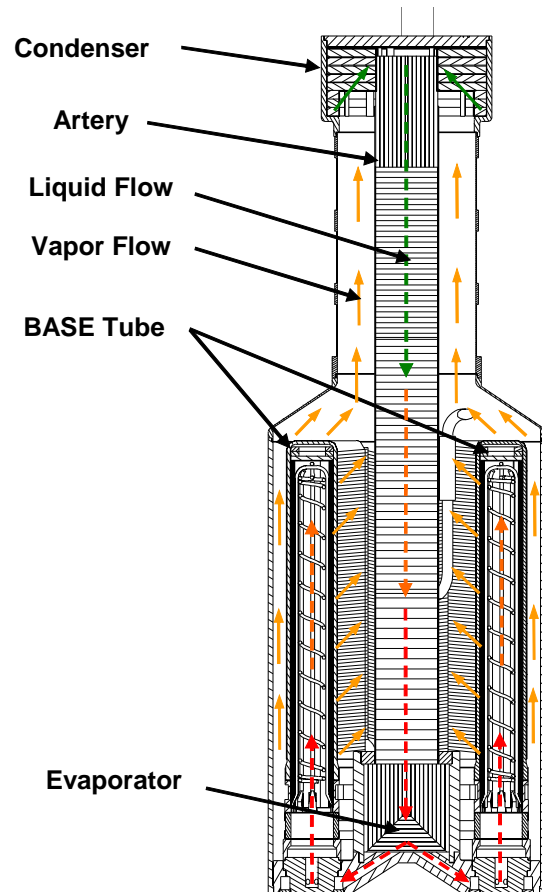 Condenser
Artery
Liquid Flow
Vapor Flow
BASE Tube
Evaporator